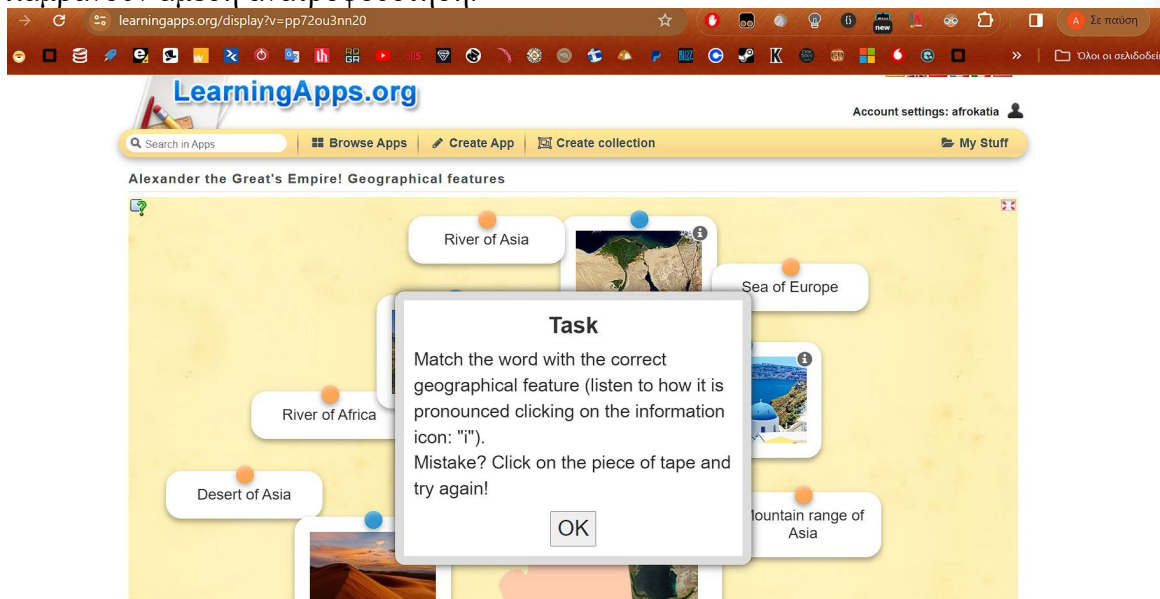 learningapps.org/display?v=pp72ou3nn20
Σε παύση
Όλοι οι σελιδοδεί
LearningApps.org
Account settings: afrokatia
Search in Apps
Browse Apps
Create App
Create collection
My Stuff
Alexander the Great's Empire! Geographical features
River of Asia
Sea of Europe
Task
Match the word with the correct
geographical feature (listen to how it is
pronounced clicking on the information
icon: "i").
Mistake? Click on the piece of tape and
try again!
OK
River of Africa
Desert of Asia
ountain range of
Asia